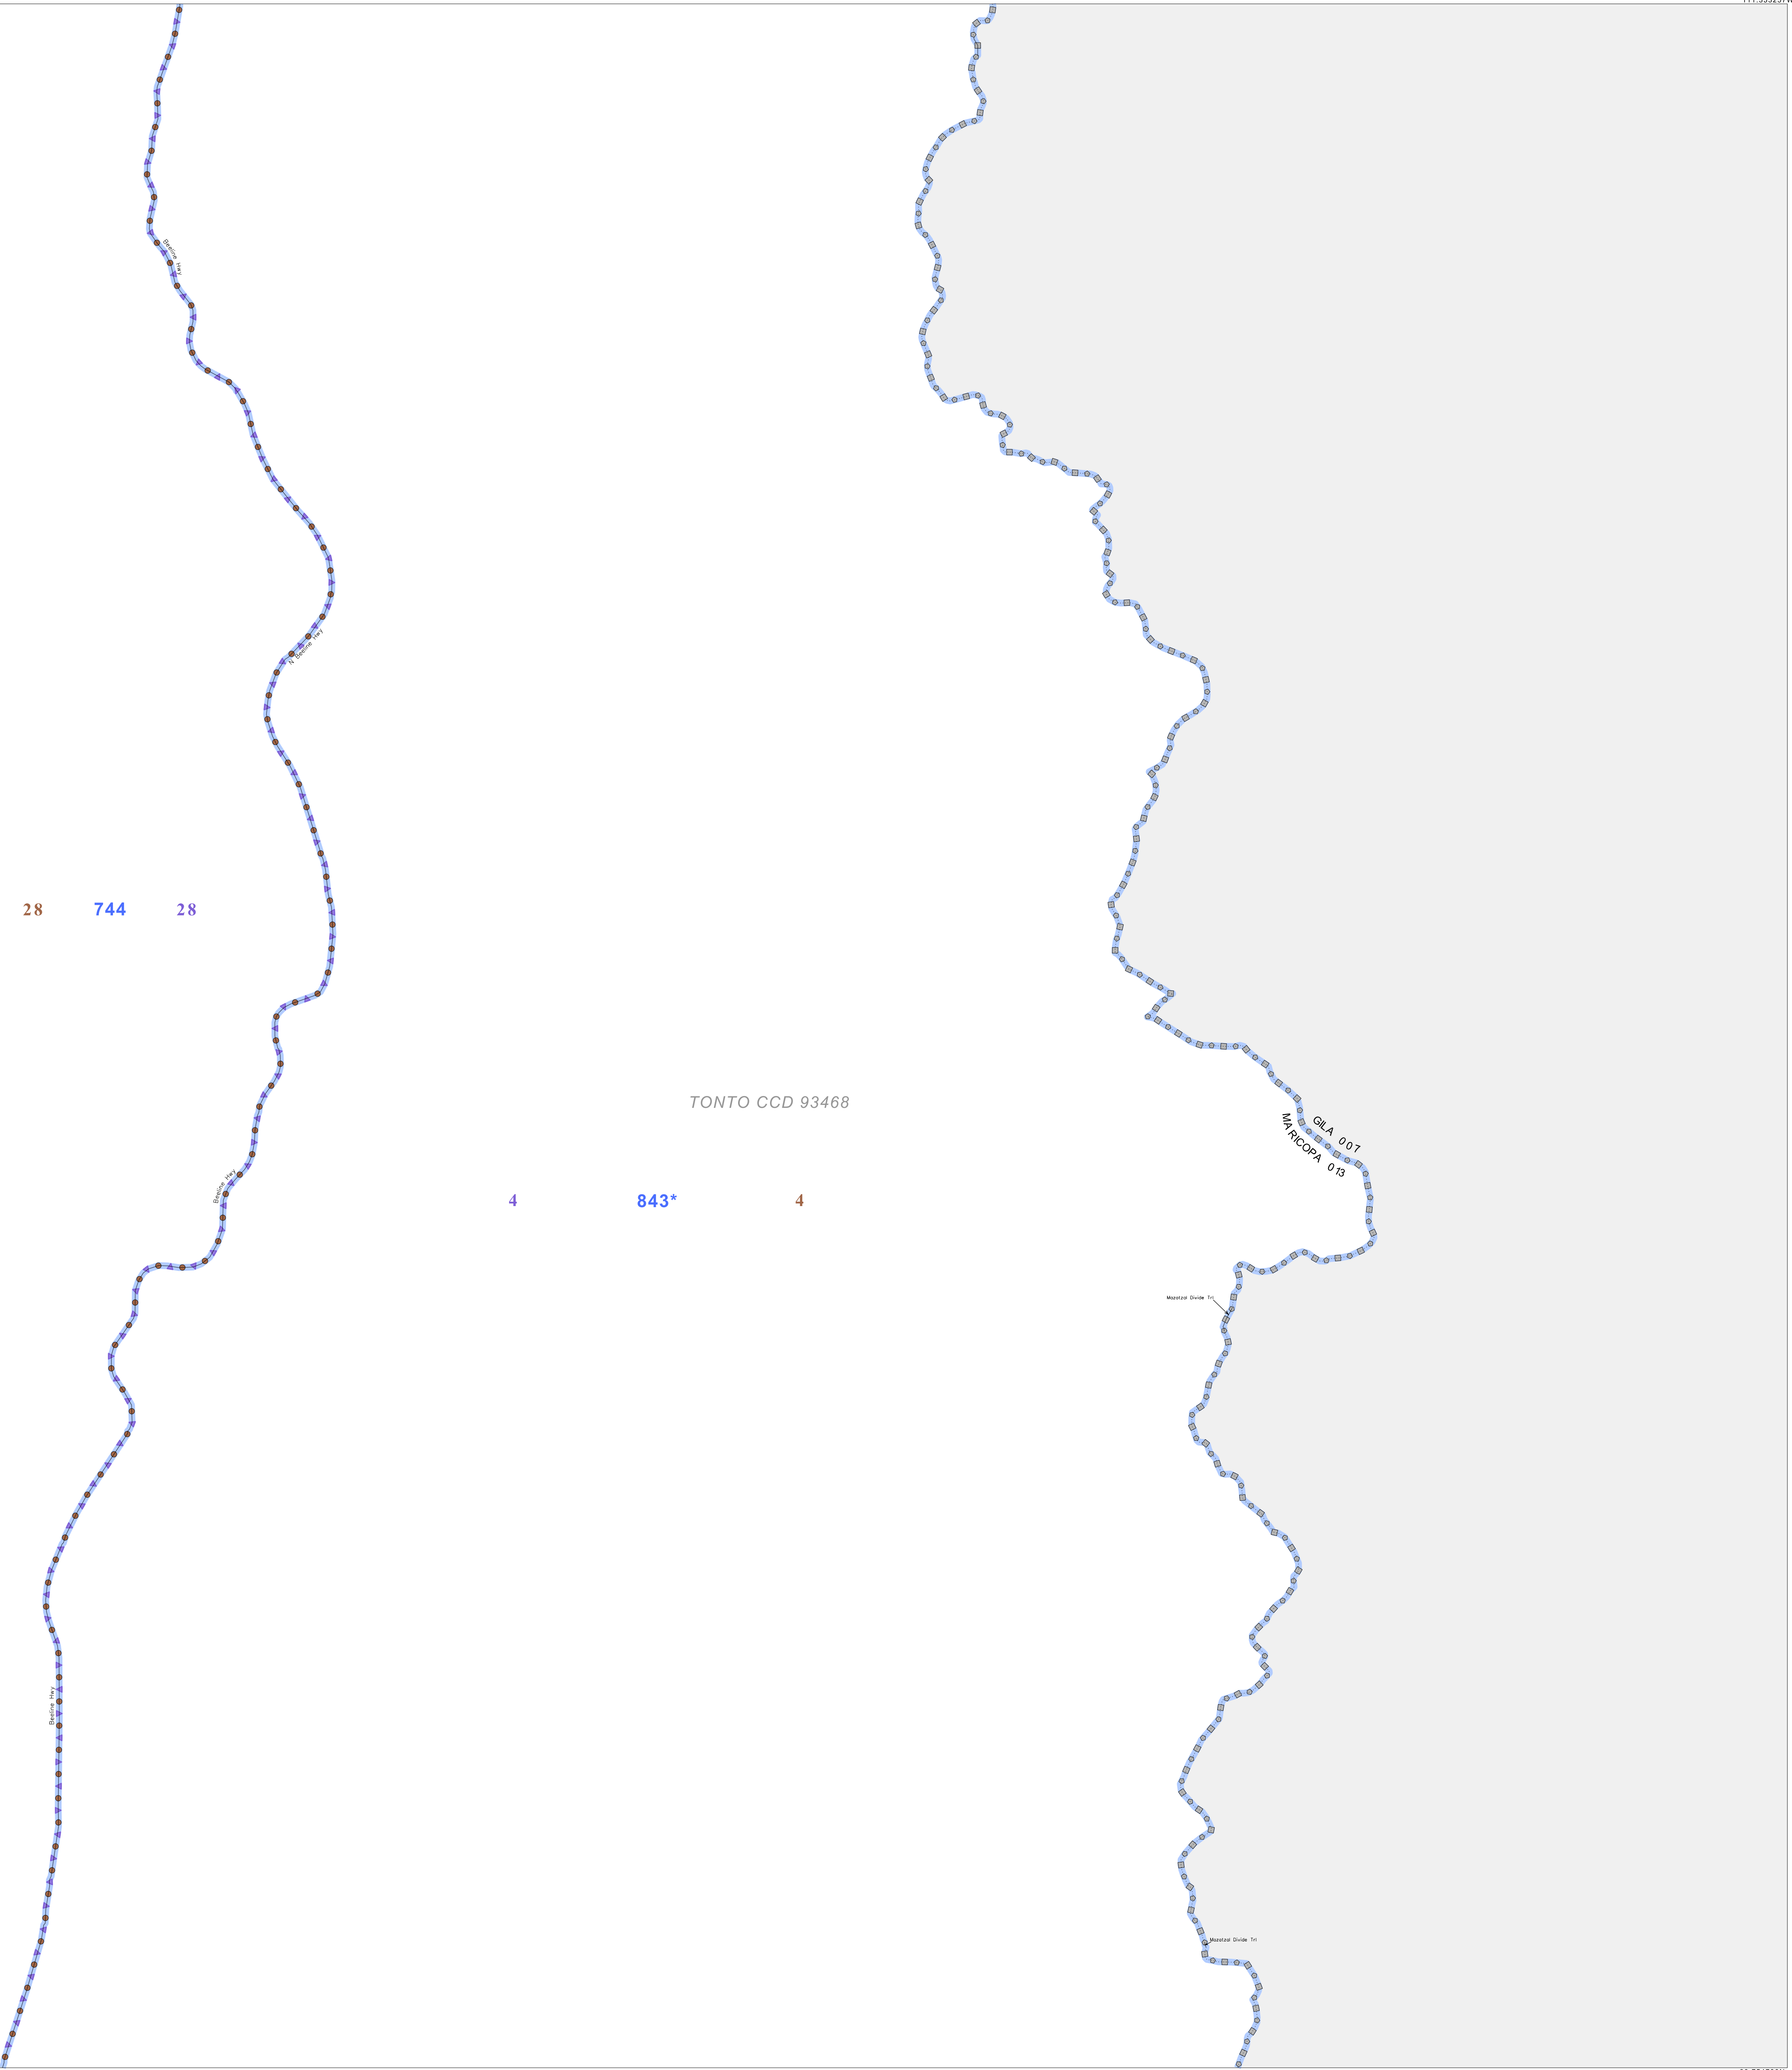 Beeline Hwy
N Beeline Hwy
28 744 28
TONTO CCD 93468
GILA 007
MARICOPA 013
Beeline Hwy
4 843* 4
Mazatzal Divide Trl
Beeline Hwy
Mazatzal Divide Trl